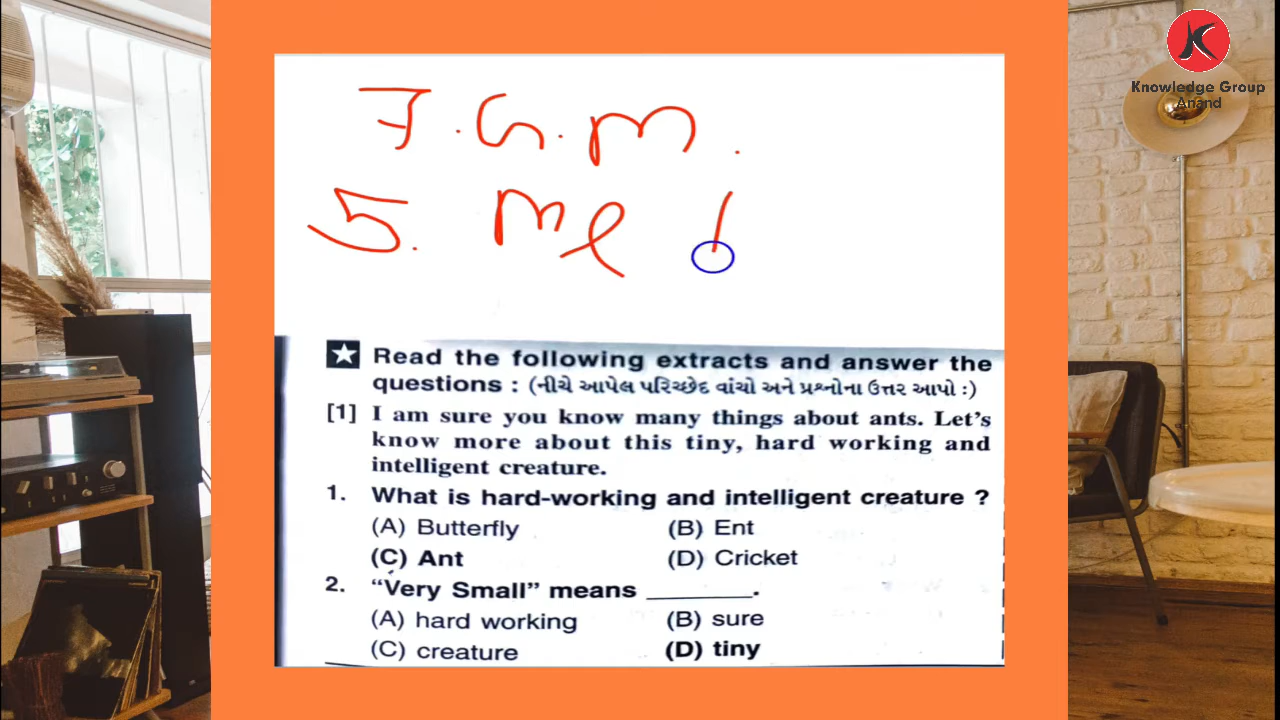 Knowledge Group
Anand
J.G.M.
5. me
Read the following extracts and answer the
questions : (નીચે આપેલ પરિચ્છેદ વાંચો અને પ્રશ્નોના ઉત્તર આપો :)
[1] I am sure you know many things about ants. Let's
know more about this tiny, hard working and
intelligent creature.
1. What is hard-working and intelligent creature ?
(A) Butterfly (B) Ent
(C) Ant (D) Cricket
2. “Very Small” means ________.
(A) hard working (B) sure
(C) creature (D) tiny